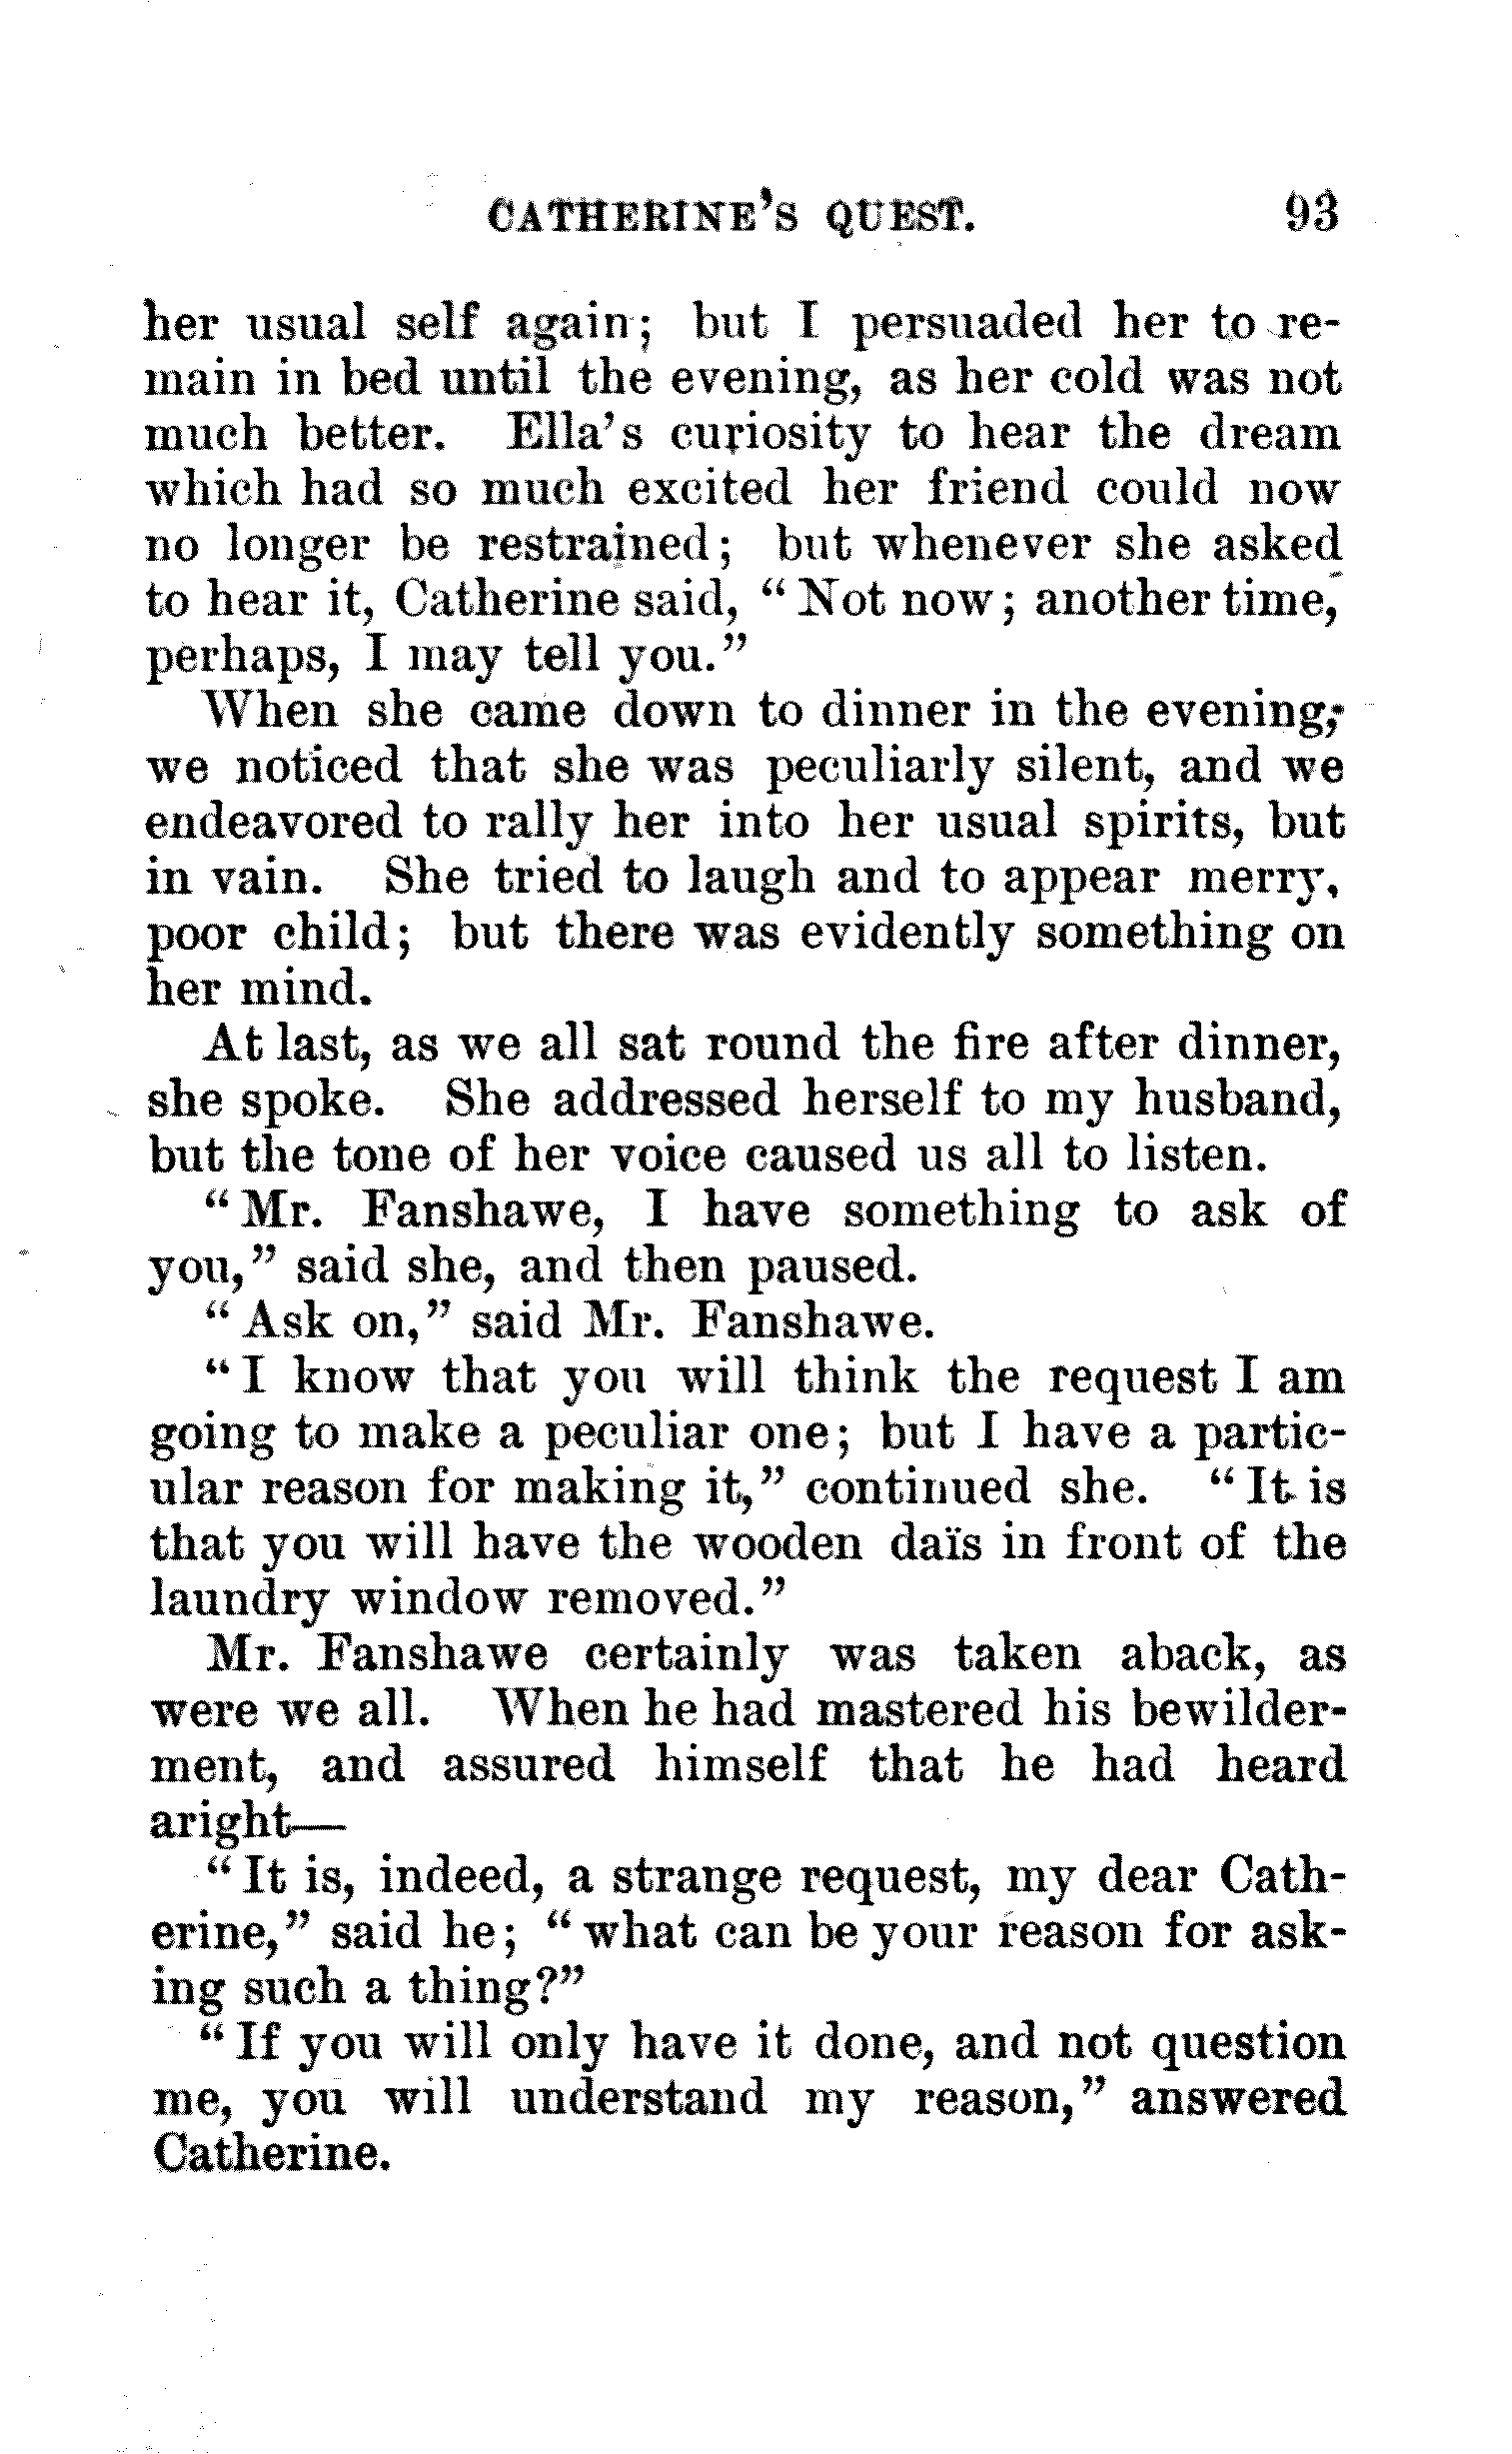 CATHERINE'S QUEST. 93
her usual self again; but I persuaded her to re-
main in bed until the evening, as her cold was not
much better. Ella's curiosity to hear the dream
which had so much excited her friend could now
no longer be restrained; but whenever she asked
to hear it, Catherine said, "Not now; another time,
perhaps, I may tell you."
When she came down to dinner in the evening,
we noticed that she was peculiarly silent, and we
endeavored to rally her into her usual spirits, but
in vain. She tried to laugh and to appear merry,
poor child; but there was evidently something on
her mind.
At last, as we all sat round the fire after dinner,
she spoke. She addressed herself to my husband,
but the tone of her voice caused us all to listen.
"Mr. Fanshawe, I have something to ask of
you," said she, and then paused.
"Ask on," said Mr. Fanshawe.
"I know that you will think the request I am
going to make a peculiar one; but I have a partic-
ular reason for making it," continued she. "It is
that you will have the wooden daïs in front of the
laundry window removed."
Mr. Fanshawe certainly was taken aback, as
were we all. When he had mastered his bewilder-
ment, and assured himself that he had heard
aright—
"It is, indeed, a strange request, my dear Cath-
erine," said he; "what can be your reason for ask-
ing such a thing?"
"If you will only have it done, and not question
me, you will understand my reason," answered
Catherine.